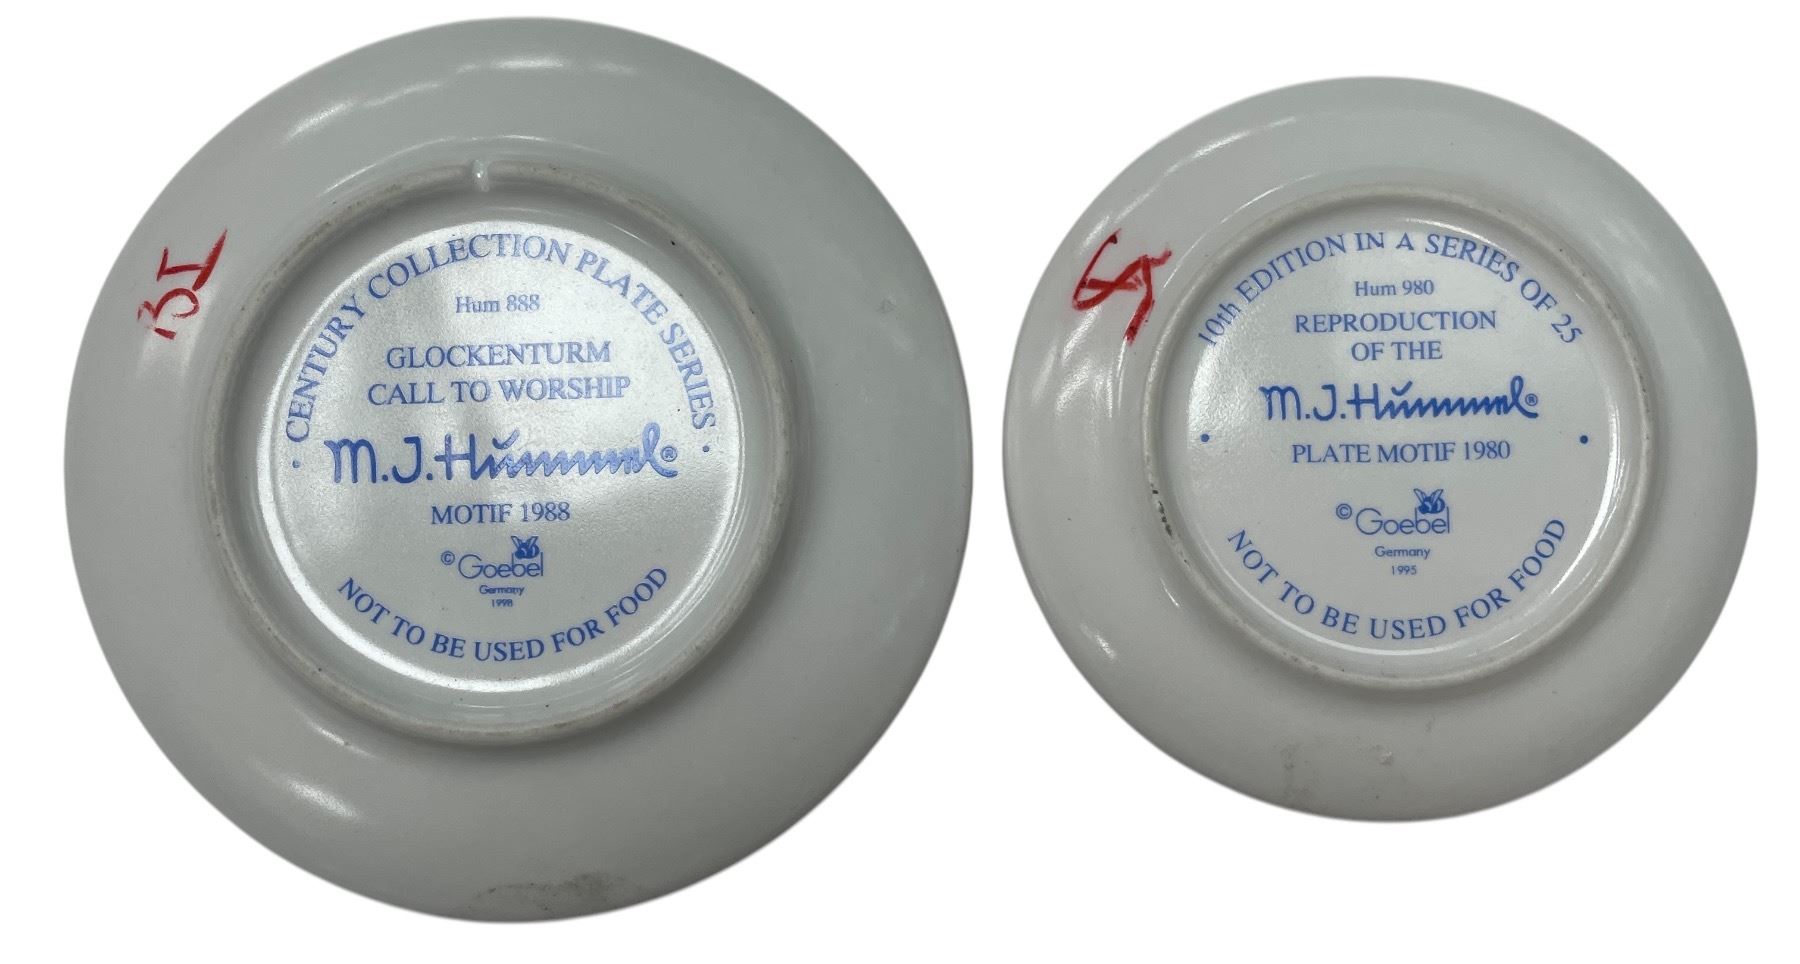 CENTURY COLLECTION PLATE SERIES
Hum 888
GLOCKENTURM
CALL TO WORSHIP
M.J.Hummel®
MOTIF 1988
© Goebel
Germany
1998
NOT TO BE USED FOR FOOD
10th EDITION IN A SERIES OF 25
Hum 980
REPRODUCTION
OF THE
M.J.Hummel®
PLATE MOTIF 1980
© Goebel
Germany
1995
NOT TO BE USED FOR FOOD